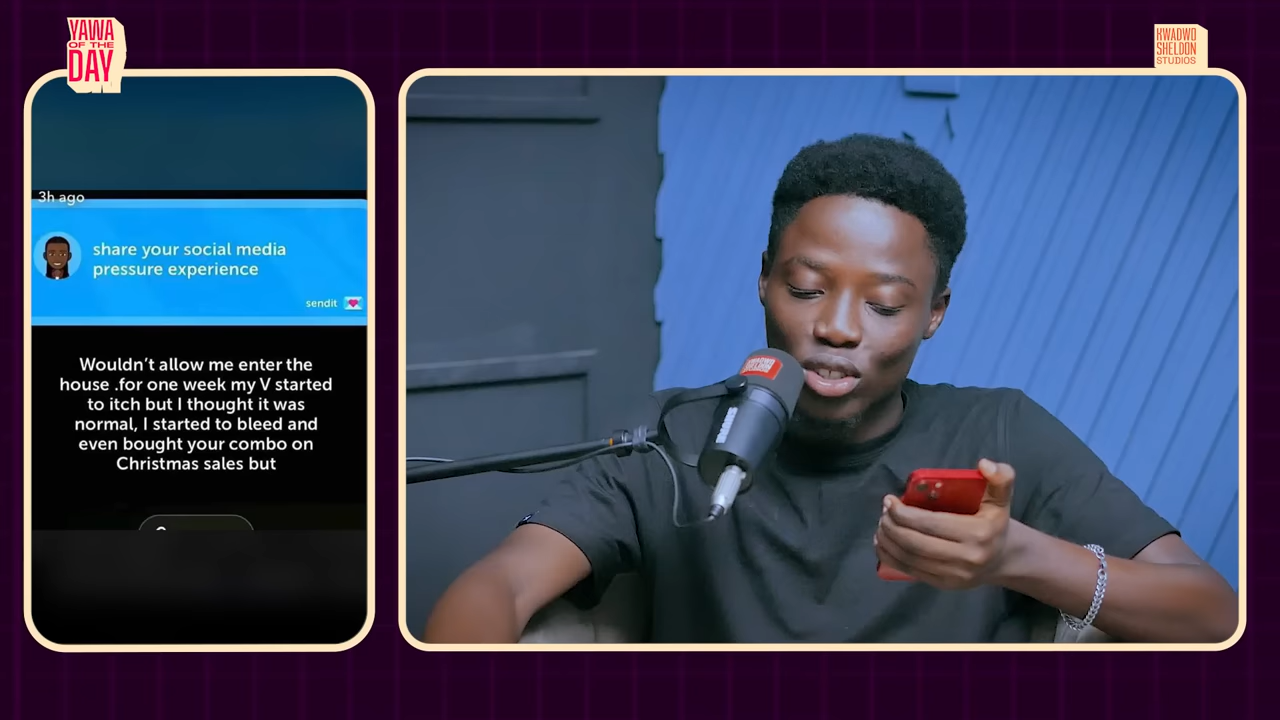 YAWA
OF THE
DAY
KWADWO
SHELDON
STUDIOS
3h ago
share your social media
pressure experience
sendit
Wouldn't allow me enter the
house .for one week my V started
to itch but I thought it was
normal, I started to bleed and
even bought your combo on
Christmas sales but